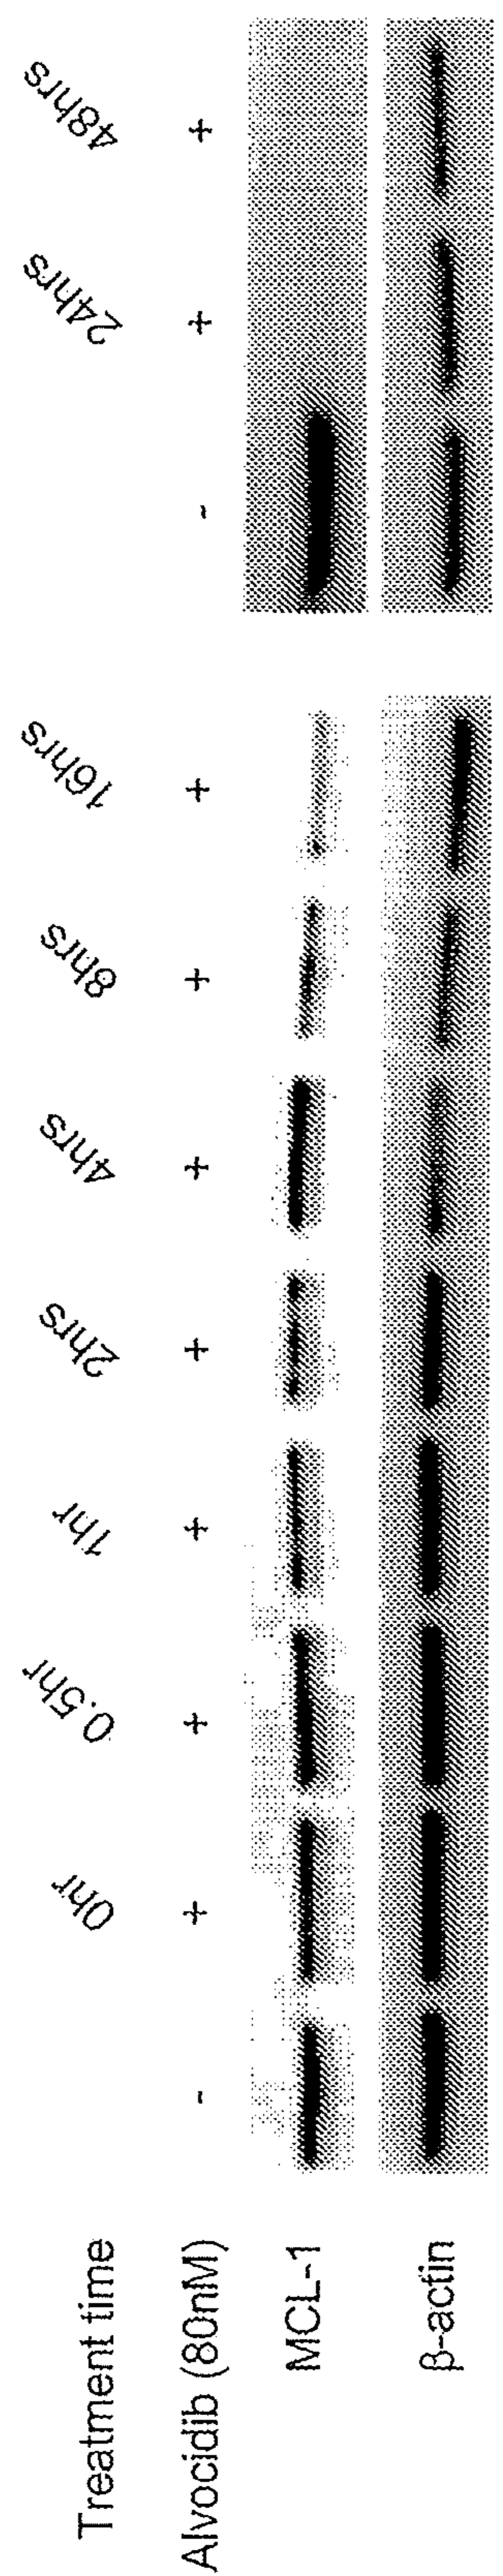 Treatment time 0hr 0.5hr 1hr 2hrs 4hrs 8hrs 16hrs 24hrs 48hrs
Alvocidib (80nM) - + + + + + + + - + +
MCL-1
β-actin